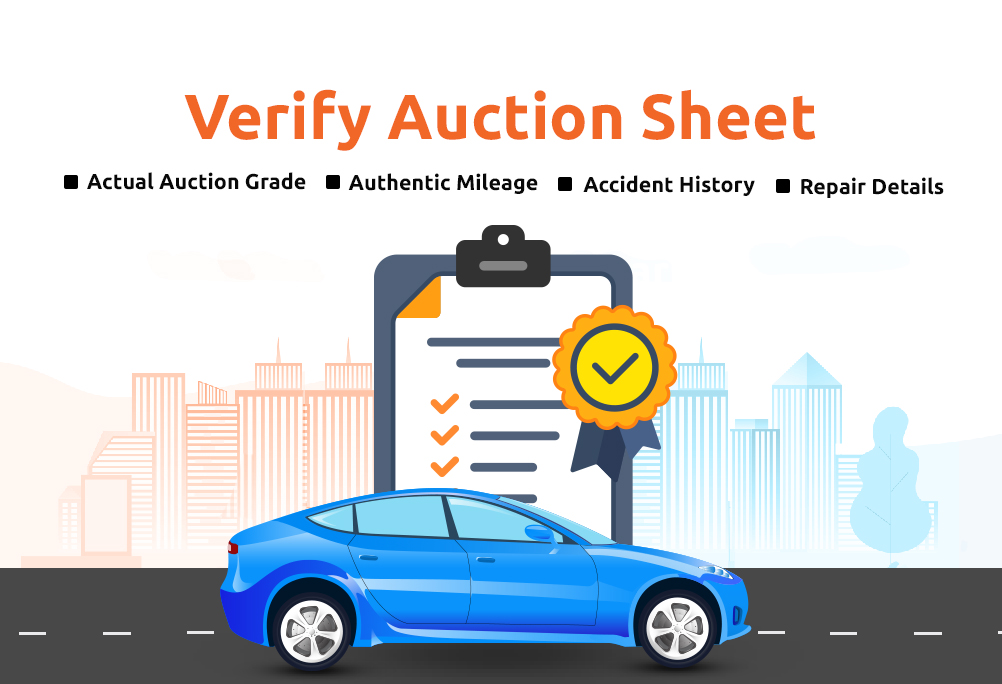 Verify Auction Sheet
Actual Auction Grade Authentic Mileage Accident History Repair Details